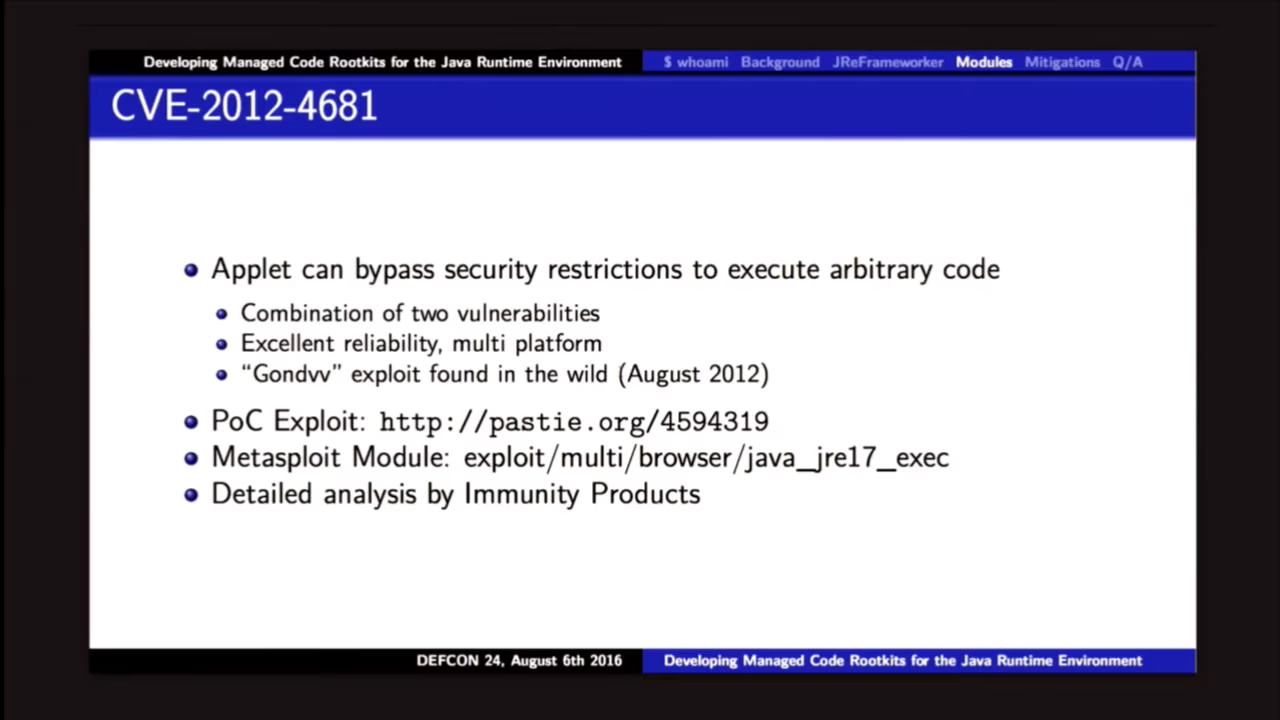 Developing Managed Code Rootkits for the Java Runtime Environment
$ whoami Background JReFrameworker Modules Mitigations Q/A
CVE-2012-4681
Applet can bypass security restrictions to execute arbitrary code
Combination of two vulnerabilities
Excellent reliability, multi platform
“Gondvv” exploit found in the wild (August 2012)
PoC Exploit: http://pastie.org/4594319
Metasploit Module: exploit/multi/browser/java_jre17_exec
Detailed analysis by Immunity Products
DEFCON 24, August 6th 2016
Developing Managed Code Rootkits for the Java Runtime Environment